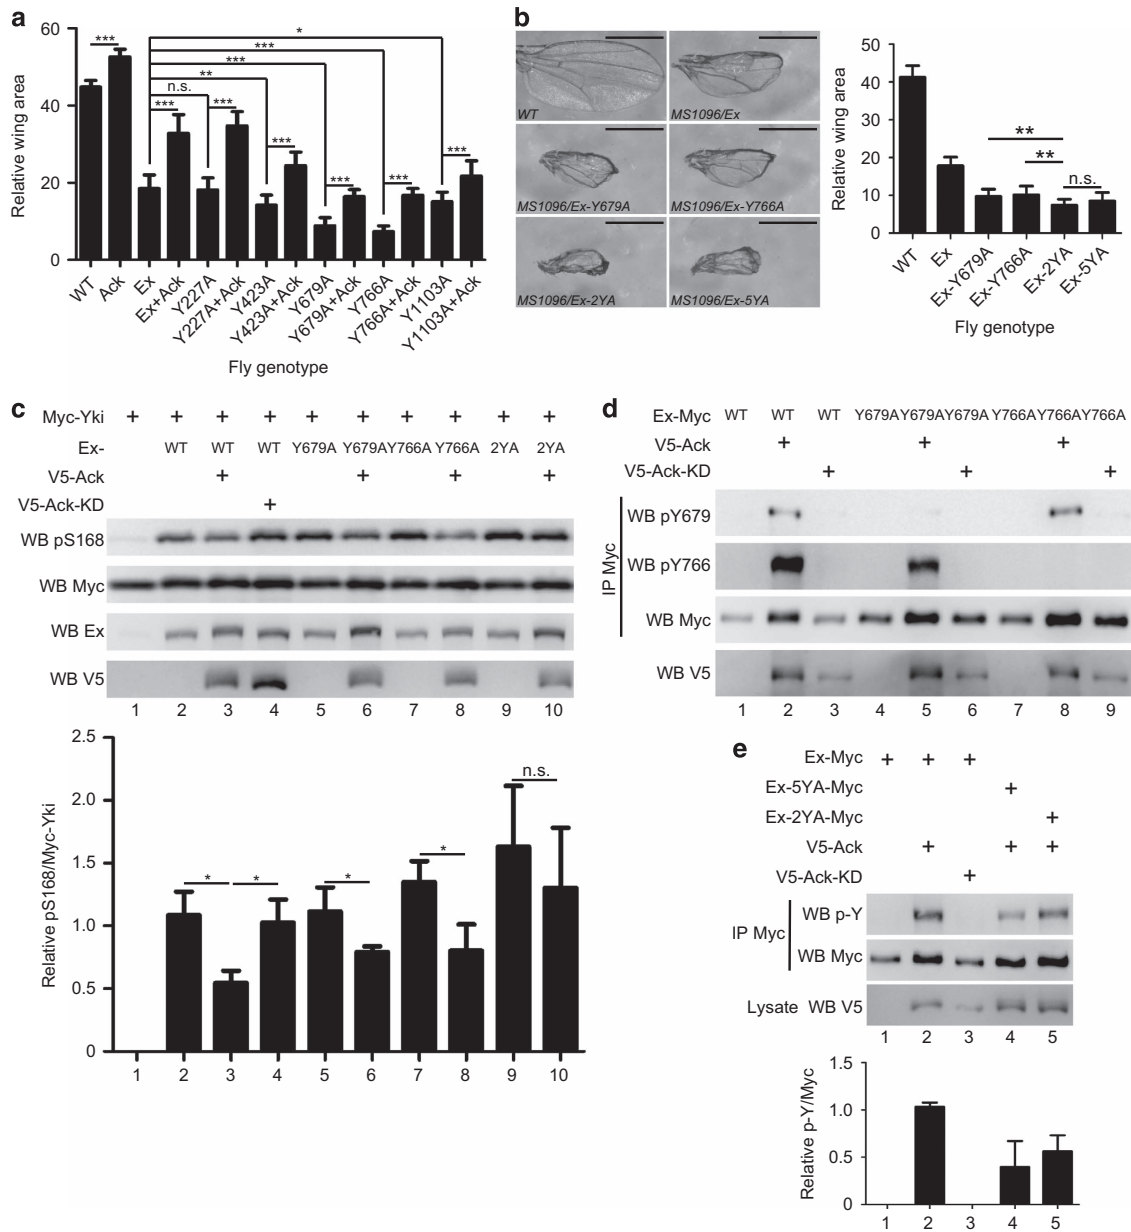 a
60
40
20
0
Relative wing area
***
*
***
***
**
n.s.
***
***
***
***
***
***
WT
Ack
Ex
Ex+Ack
Y227A
Y227A+Ack
Y423A
Y423A+Ack
Y679A
Y679A+Ack
Y766A
Y766A+Ack
Y1103A
Y1103A+Ack
Fly genotype
b
WT
MS1096/Ex
MS1096/Ex-Y679A
MS1096/Ex-Y766A
MS1096/Ex-2YA
MS1096/Ex-5YA
50
40
30
20
10
0
Relative wing area
**
**
n.s.
WT
Ex
Ex-Y679A
Ex-Y766A
Ex-2YA
Ex-5YA
Fly genotype
c
Myc-Yki + + + + + + + + + +
Ex- WT WT WT Y679A Y679A Y766A Y766A 2YA 2YA
V5-Ack + + + +
V5-Ack-KD +
WB pS168
WB Myc
WB Ex
WB V5
1 2 3 4 5 6 7 8 9 10
2.5
2.0
1.5
1.0
0.5
0
Relative pS168/Myc-Yki
* * * * n.s.
1 2 3 4 5 6 7 8 9 10
d
Ex-Myc WT WT WT Y679A Y679A Y679A Y766A Y766A Y766A
V5-Ack + + +
V5-Ack-KD + + +
IP Myc
WB pY679
WB pY766
WB Myc
WB V5
1 2 3 4 5 6 7 8 9
e
Ex-Myc + + +
Ex-5YA-Myc +
Ex-2YA-Myc +
V5-Ack + + +
V5-Ack-KD +
IP Myc
WB p-Y
WB Myc
Lysate WB V5
1 2 3 4 5
1.5
1.0
0.5
0
Relative p-Y/Myc
1 2 3 4 5